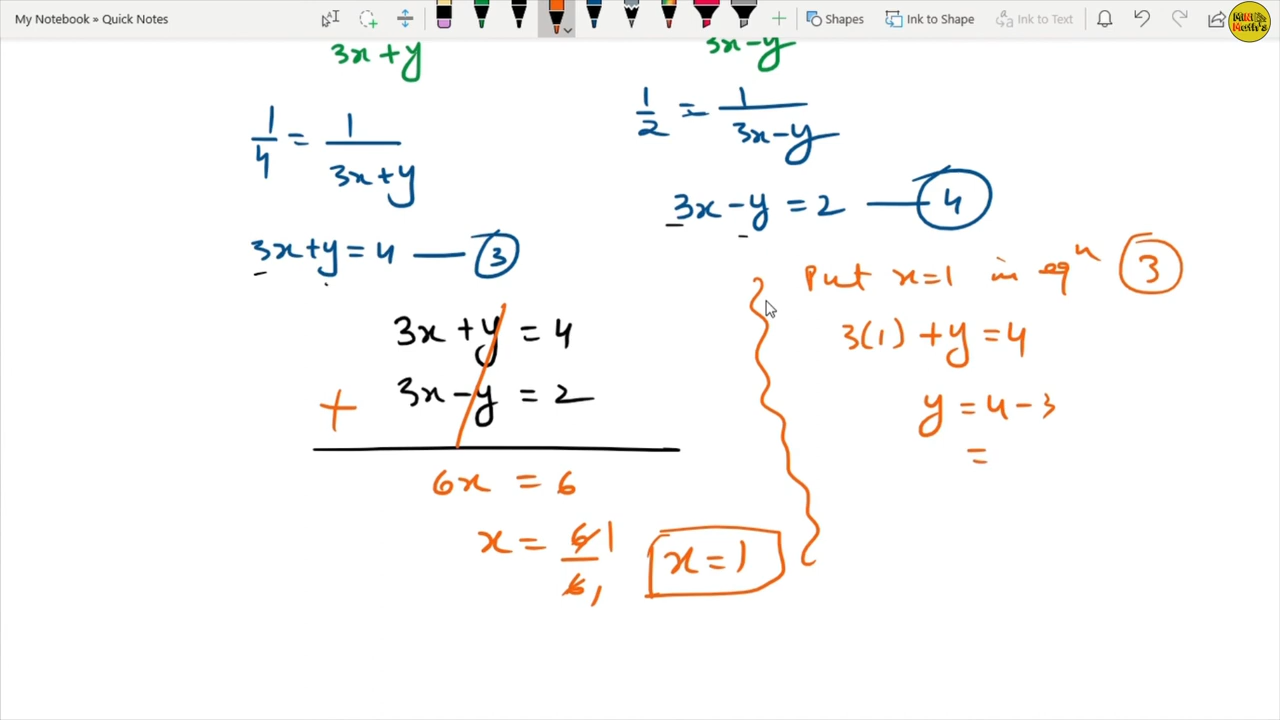 My Notebook » Quick Notes
Shapes
Ink to Shape
Ink to Text
3x+y
3x-y
1/4 = 1/(3x+y)
1/2 = 1/(3x-y)
3x-y = 2 — 4
3x+y = 4 — 3
3x + y = 4
+ 3x - y = 2
6x = 6
x = 6/6 1 1
x = 1
Put x=1 in eqn 3
3(1) + y = 4
y = 4-3
=